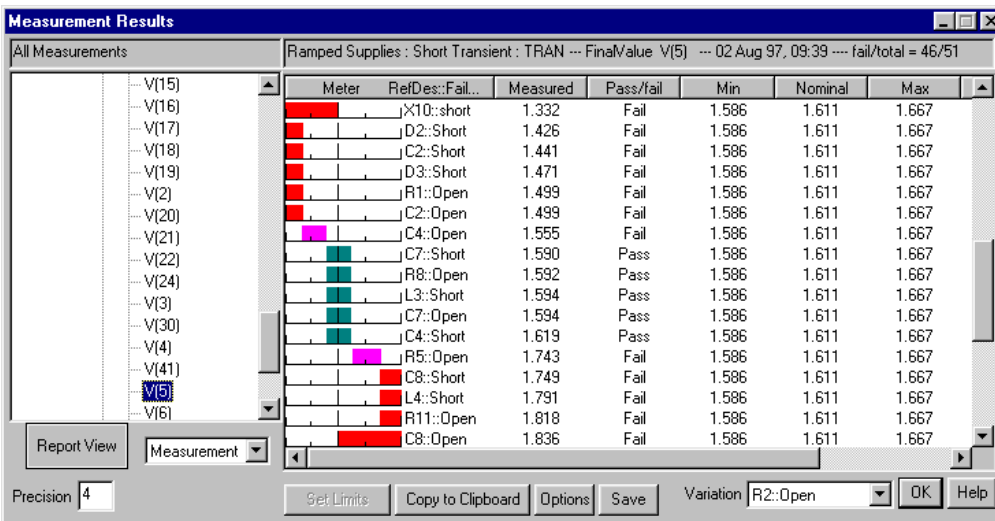 Measurement Results
All Measurements
Ramped Supplies : Short Transient : TRAN --- FinalValue V(5) --- 02 Aug 97, 09:39 ---- fail/total = 46/51
V(15)
V(16)
V(17)
V(18)
V(19)
V(2)
V(20)
V(21)
V(22)
V(24)
V(3)
V(30)
V(4)
V(41)
V(5)
V(6)
Meter RefDes::Fail... Measured Pass/fail Min Nominal Max
X10::short 1.332 Fail 1.586 1.611 1.667
D2::Short 1.426 Fail 1.586 1.611 1.667
C2::Short 1.441 Fail 1.586 1.611 1.667
D3::Short 1.471 Fail 1.586 1.611 1.667
R1::Open 1.499 Fail 1.586 1.611 1.667
C2::Open 1.499 Fail 1.586 1.611 1.667
C4::Open 1.555 Fail 1.586 1.611 1.667
C7::Short 1.590 Pass 1.586 1.611 1.667
R8::Open 1.592 Pass 1.586 1.611 1.667
L3::Short 1.594 Pass 1.586 1.611 1.667
C7::Open 1.594 Pass 1.586 1.611 1.667
C4::Short 1.619 Pass 1.586 1.611 1.667
R5::Open 1.743 Fail 1.586 1.611 1.667
C8::Short 1.749 Fail 1.586 1.611 1.667
L4::Short 1.791 Fail 1.586 1.611 1.667
R11::Open 1.818 Fail 1.586 1.611 1.667
C8::Open 1.836 Fail 1.586 1.611 1.667
Report View
Measurement
Precision 4
Set Limits Copy to Clipboard Options Save Variation R2::Open OK Help